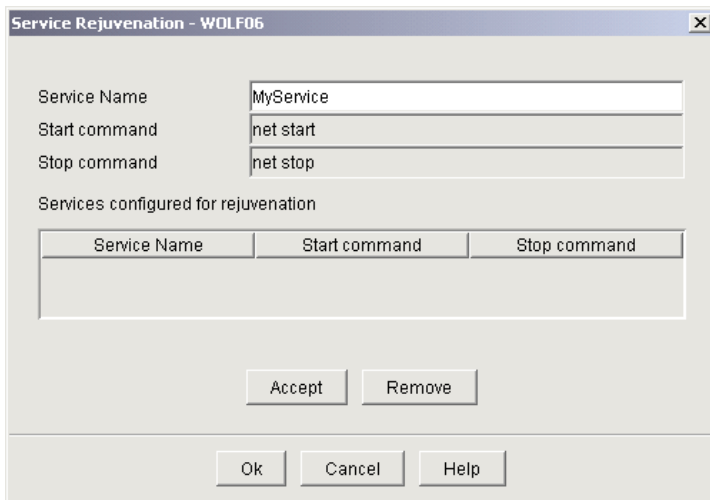 Service Rejuvenation - WOLF06
Service Name MyService
Start command net start
Stop command net stop
Services configured for rejuvenation
Service Name Start command Stop command
Accept Remove
Ok Cancel Help